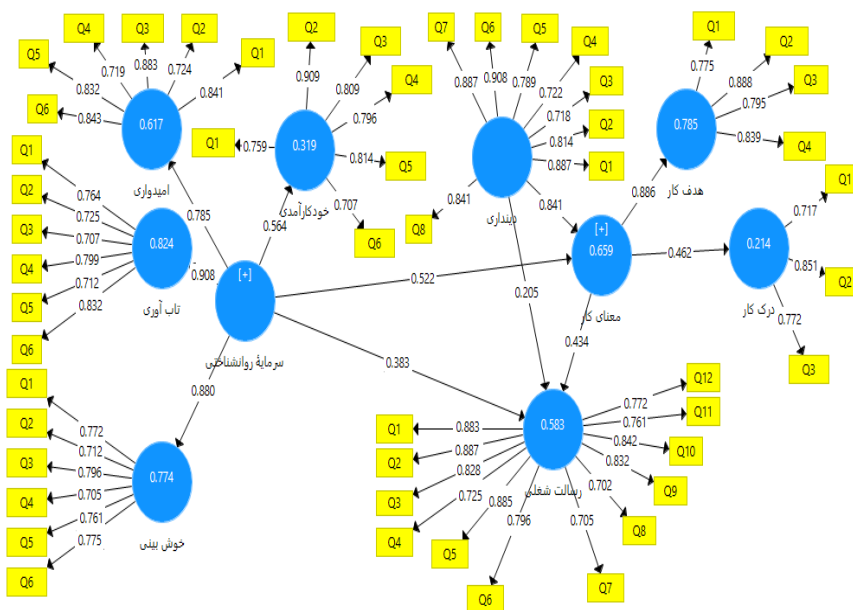 Q4
Q3
Q2
Q5
Q1
Q6
0.719
0.883
0.724
0.832
0.841
0.843
0.617
امیدواری
Q2
Q3
Q4
Q1
Q5
Q6
0.909
0.809
0.796
0.759
0.814
0.707
0.319
خودکارآمدی
Q7
Q6
Q5
Q4
Q3
Q2
Q1
Q8
0.887
0.908
0.789
0.722
0.718
0.814
0.887
0.841
دینداری
Q1
Q2
Q3
Q4
0.775
0.888
0.795
0.839
0.785
هدف کار
Q1
Q2
Q3
Q4
Q5
Q6
0.764
0.725
0.707
0.799
0.712
0.832
0.824
تاب آوری
0.785
0.564
0.908
0.880
[+]
سرمایۀ روانشناختی
0.522
0.383
0.841
0.205
[+]
0.659
معنای کار
0.886
0.462
0.434
Q1
Q2
Q3
0.717
0.851
0.772
0.214
درک کار
Q1
Q2
Q3
Q4
Q5
Q6
0.772
0.712
0.796
0.705
0.761
0.775
0.774
خوش بینی
Q1
Q2
Q3
Q4
Q5
Q6
Q7
Q8
Q9
Q10
Q11
Q12
0.883
0.887
0.828
0.725
0.885
0.796
0.705
0.702
0.832
0.842
0.761
0.772
0.583
رسالت شغلی